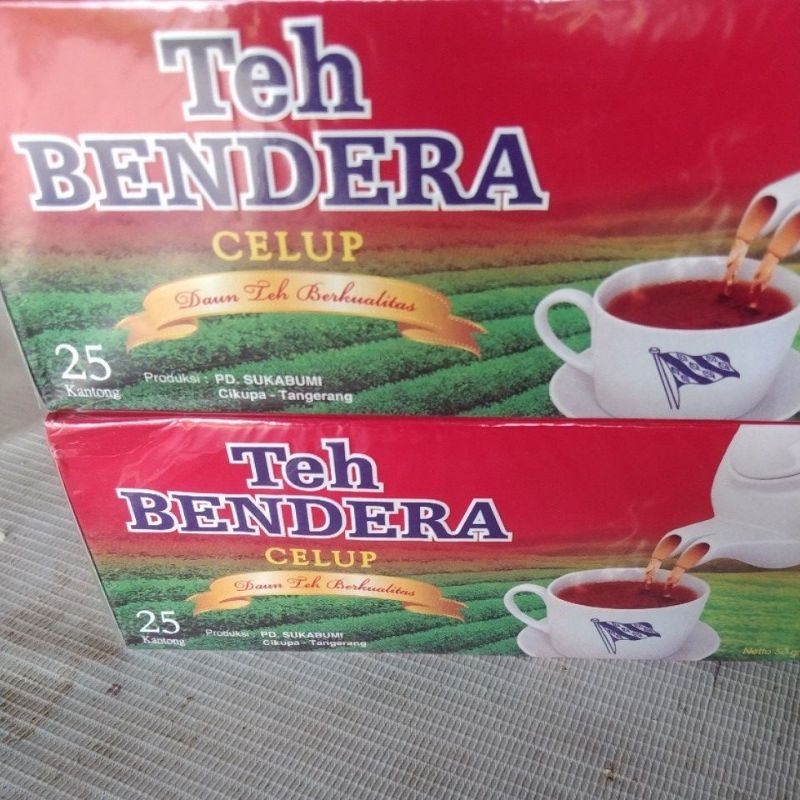 Teh
BENDERA
CELUP
Daun Teh Berkualitas
25
Kantong
Produksi : PD. SUKABUMI
Cikupa - Tangerang
Teh
BENDERA
CELUP
Daun Teh Berkualitas
25
Kantong
Produksi PD. SUKABUMI
Cikupa - Tangerang
Netto